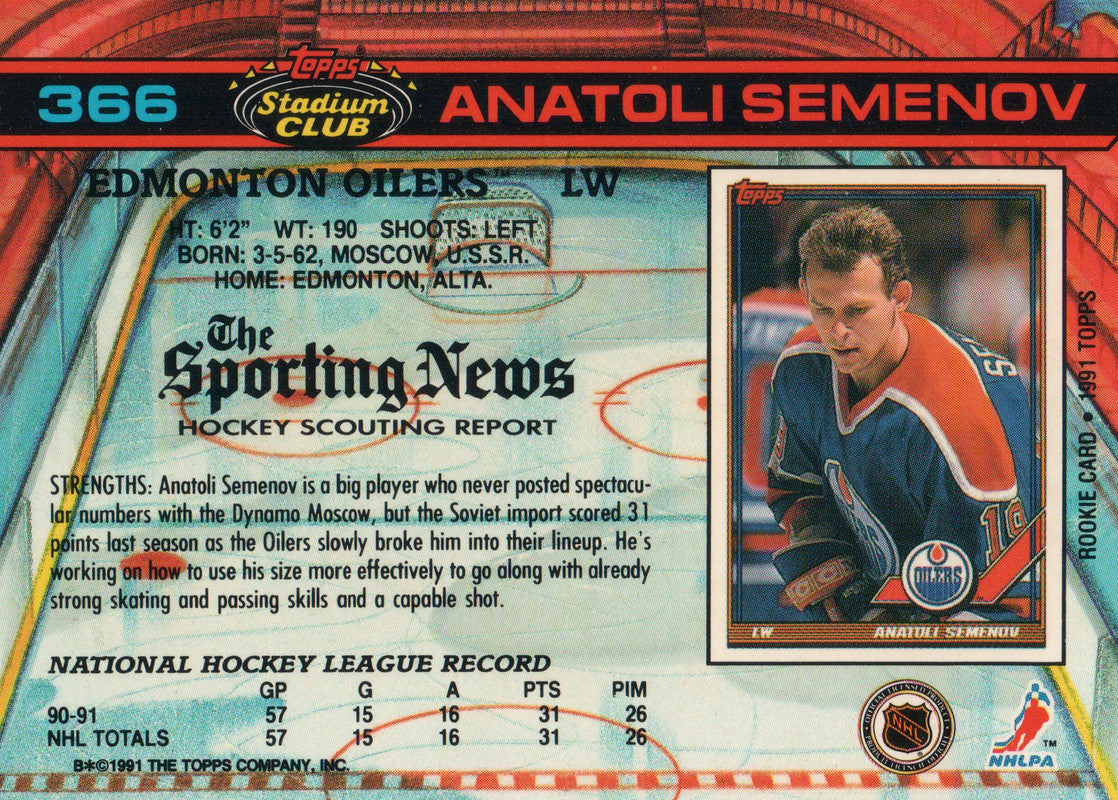 366
Topps
Stadium
CLUB
ANATOLI SEMENOV
EDMONTON OILERS™ LW
HT: 6'2" WT: 190 SHOOTS: LEFT
BORN: 3-5-62, MOSCOW, U.S.S.R.
HOME: EDMONTON, ALTA.
The
Sporting News
HOCKEY SCOUTING REPORT
STRENGTHS: Anatoli Semenov is a big player who never posted spectacu-
lar numbers with the Dynamo Moscow, but the Soviet import scored 31
points last season as the Oilers slowly broke him into their lineup. He's
working on how to use his size more effectively to go along with already
strong skating and passing skills and a capable shot.
NATIONAL HOCKEY LEAGUE RECORD
GP G A PTS PIM
90-91 57 15 16 31 26
NHL TOTALS 57 15 16 31 26
B*©1991 THE TOPPS COMPANY, INC.
Topps
OILERS
LW ANATOLI SEMENOV
ROOKIE CARD • 1991 TOPPS
NHL
NHLPA™